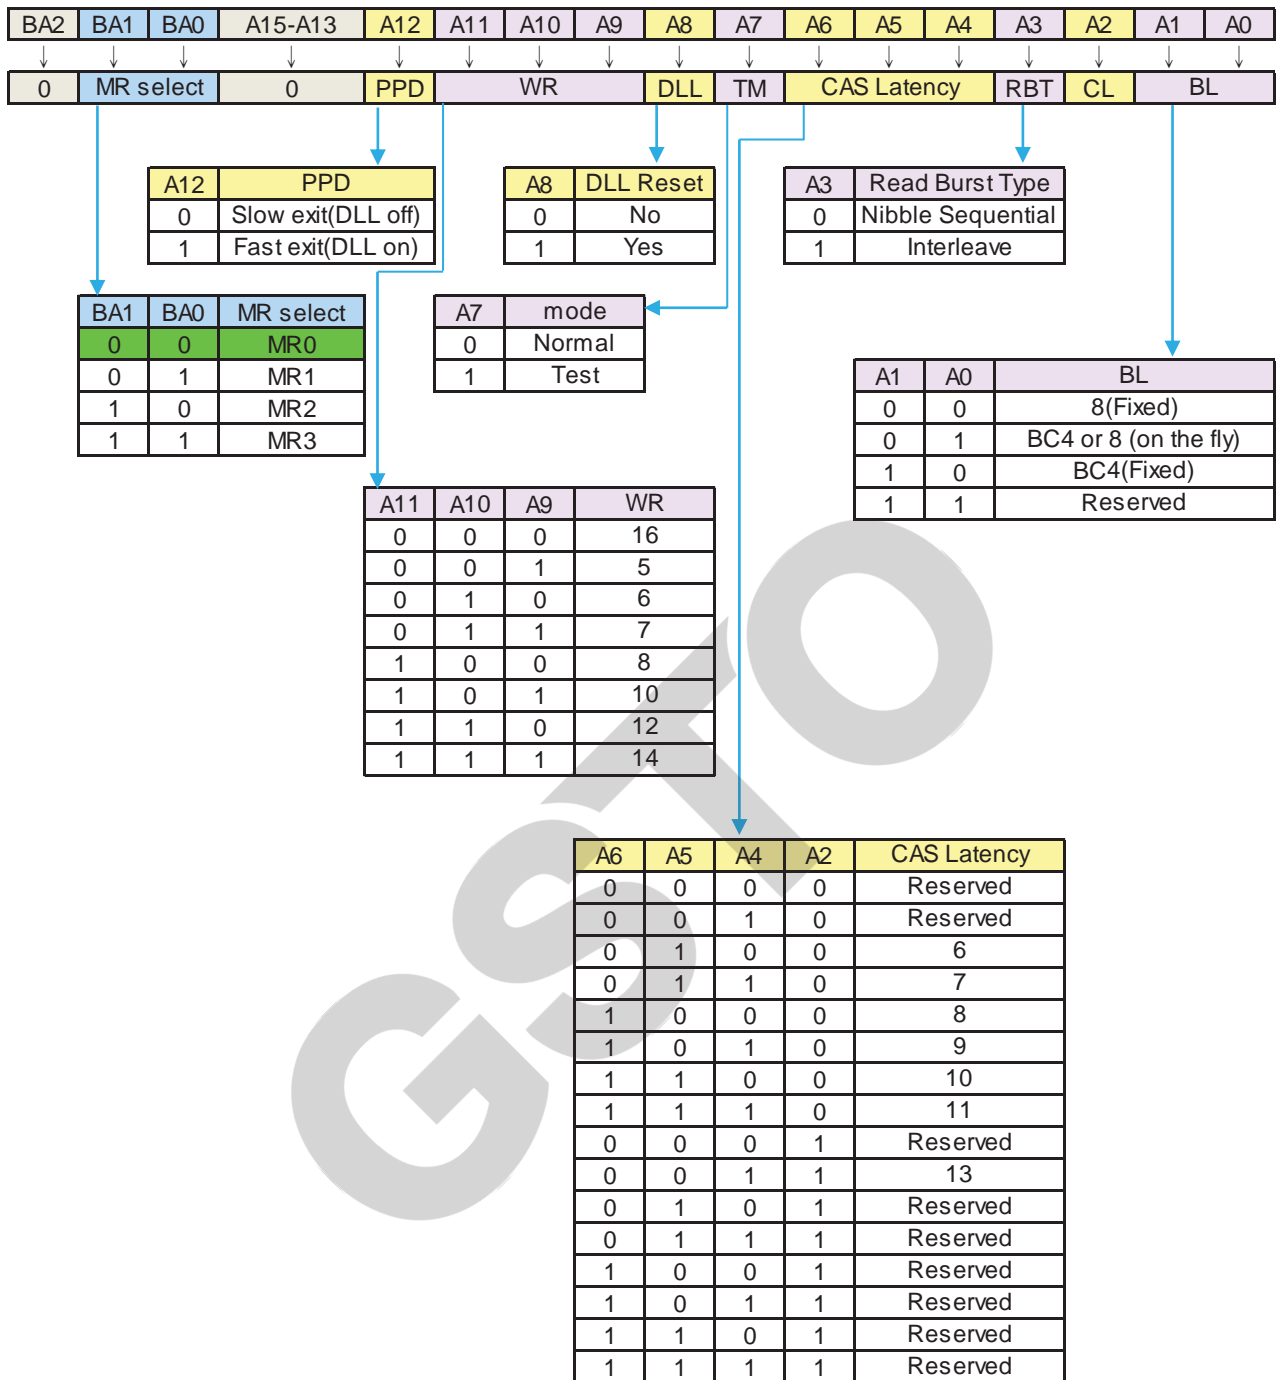 BA2 BA1 BA0 A15-A13 A12 A11 A10 A9 A8 A7 A6 A5 A4 A3 A2 A1 A0
0 MR select 0 PPD WR DLL TM CAS Latency RBT CL BL
A12 PPD
0 Slow exit(DLL off)
1 Fast exit(DLL on)
A8 DLL Reset
0 No
1 Yes
A3 Read Burst Type
0 Nibble Sequential
1 Interleave
BA1 BA0 MR select
0 0 MR0
0 1 MR1
1 0 MR2
1 1 MR3
A7 mode
0 Normal
1 Test
A1 A0 BL
0 0 8(Fixed)
0 1 BC4 or 8 (on the fly)
1 0 BC4(Fixed)
1 1 Reserved
A11 A10 A9 WR
0 0 0 16
0 0 1 5
0 1 0 6
0 1 1 7
1 0 0 8
1 0 1 10
1 1 0 12
1 1 1 14
A6 A5 A4 A2 CAS Latency
0 0 0 0 Reserved
0 0 1 0 Reserved
0 1 0 0 6
0 1 1 0 7
1 0 0 0 8
1 0 1 0 9
1 1 0 0 10
1 1 1 0 11
0 0 0 1 Reserved
0 0 1 1 13
0 1 0 1 Reserved
0 1 1 1 Reserved
1 0 0 1 Reserved
1 0 1 1 Reserved
1 1 0 1 Reserved
1 1 1 1 Reserved
GSTO